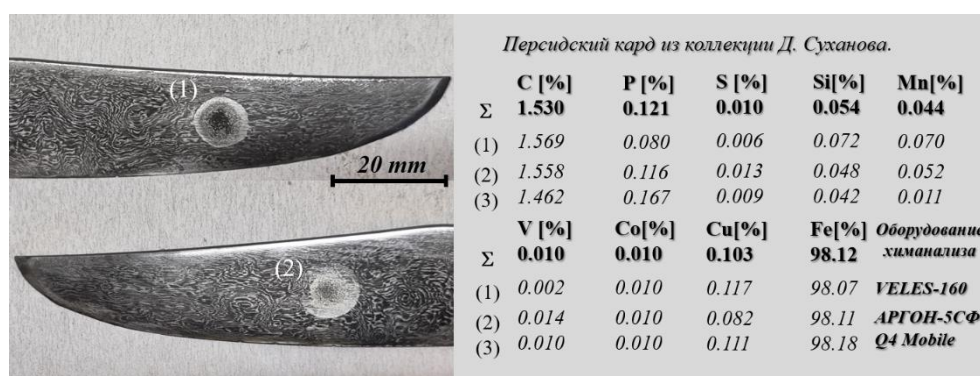 (1)
20 mm
(2)
Персидский кард из коллекции Д. Суханова.
C [%] P [%] S [%] Si[%] Mn[%]
Σ 1.530 0.121 0.010 0.054 0.044
(1) 1.569 0.080 0.006 0.072 0.070
(2) 1.558 0.116 0.013 0.048 0.052
(3) 1.462 0.167 0.009 0.042 0.011
V [%] Co[%] Cu[%] Fe[%] Оборудование
Σ 0.010 0.010 0.103 98.12 химанализа
(1) 0.002 0.010 0.117 98.07 VELES-160
(2) 0.014 0.010 0.082 98.11 АРГОН-5СФ
(3) 0.010 0.010 0.111 98.18 Q4 Mobile